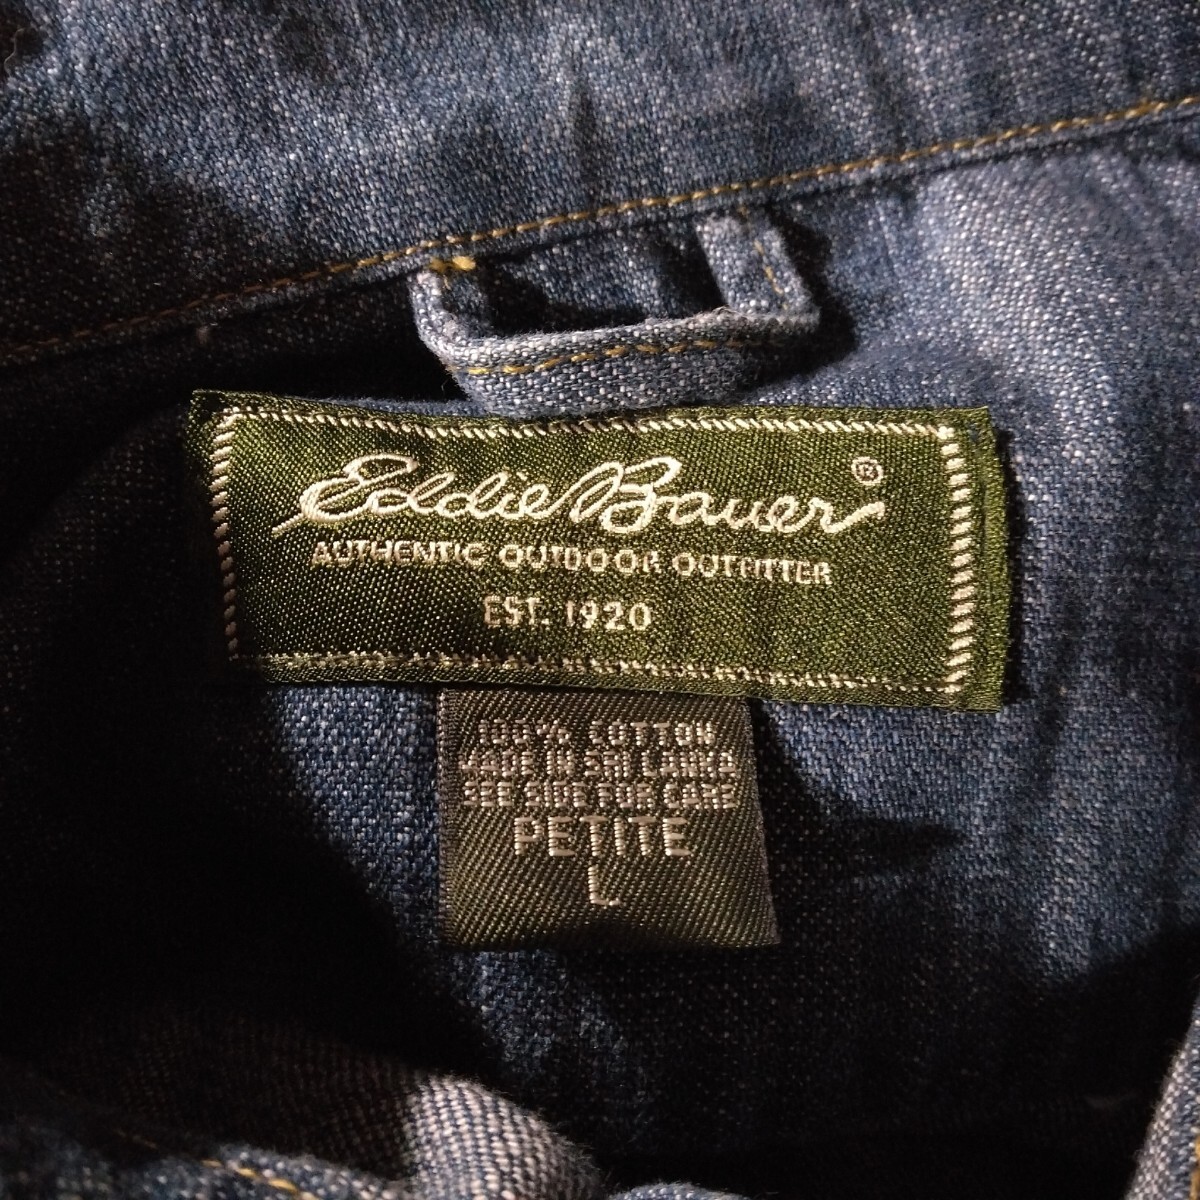 Eddie Bauer®
AUTHENTIC OUTDOOR OUTFITTER
EST. 1920
100% COTTON
MADE IN SRI LANKA
SEE SIDE FOR CARE
PETITE
L